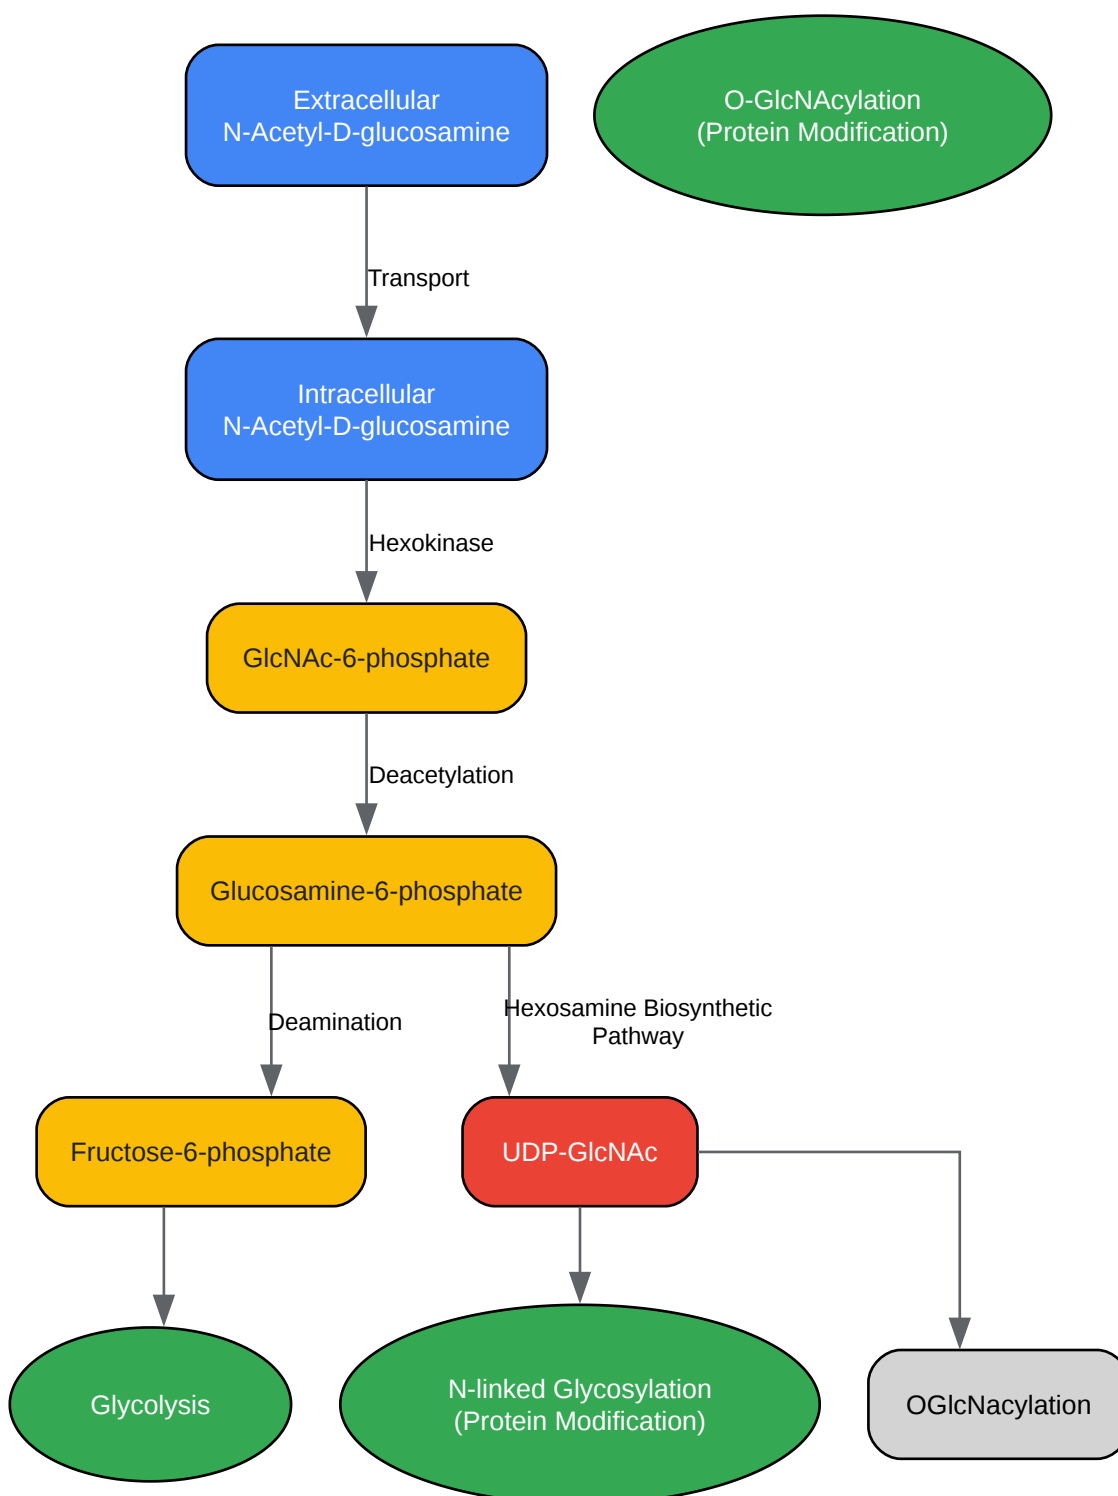 Extracellular
N-Acetyl-D-glucosamine
O-GlcNAcylation
(Protein Modification)
Transport
Intracellular
N-Acetyl-D-glucosamine
Hexokinase
GlcNAc-6-phosphate
Deacetylation
Glucosamine-6-phosphate
Deamination
Hexosamine Biosynthetic
Pathway
Fructose-6-phosphate
UDP-GlcNAc
Glycolysis
N-linked Glycosylation
(Protein Modification)
OGlcNacylation